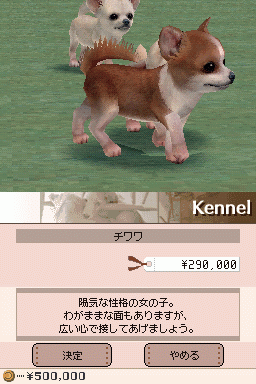 Kennel
チワワ
¥290,000
陽気な性格の女の子。
わがままな面もありますが、
広い心で接してあげましょう。
決定 やめる
¥500,000